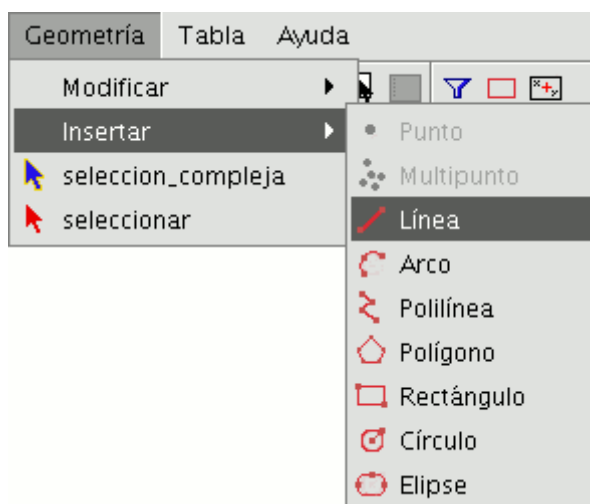 Geometría Tabla Ayuda
Modificar
Insertar
seleccion_compleja
seleccionar
Punto
Multipunto
Línea
Arco
Polilínea
Polígono
Rectángulo
Círculo
Elipse